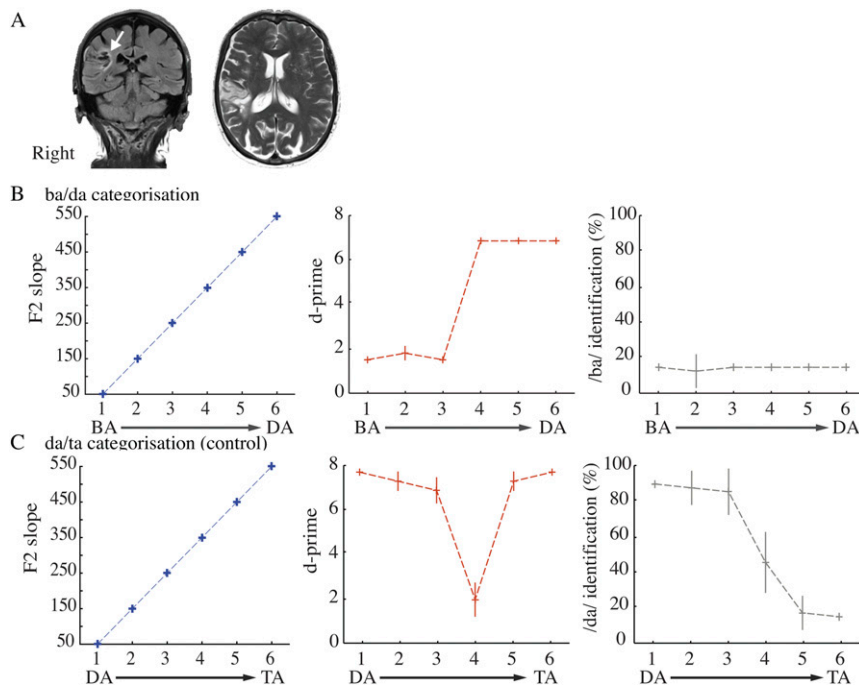 A
Right
B ba/da categorisation
550
450
350
250
150
50
F2 slope
1 2 3 4 5 6
BA DA
8
6
4
2
0
d-prime
1 2 3 4 5 6
BA DA
100
80
60
40
20
0
/ba/ identification (%)
1 2 3 4 5 6
BA DA
C da/ta categorisation (control)
550
450
350
250
150
50
F2 slope
1 2 3 4 5 6
DA TA
8
6
4
2
0
d-prime
1 2 3 4 5 6
DA TA
100
80
60
40
20
0
/da/ identification (%)
1 2 3 4 5 6
DA TA